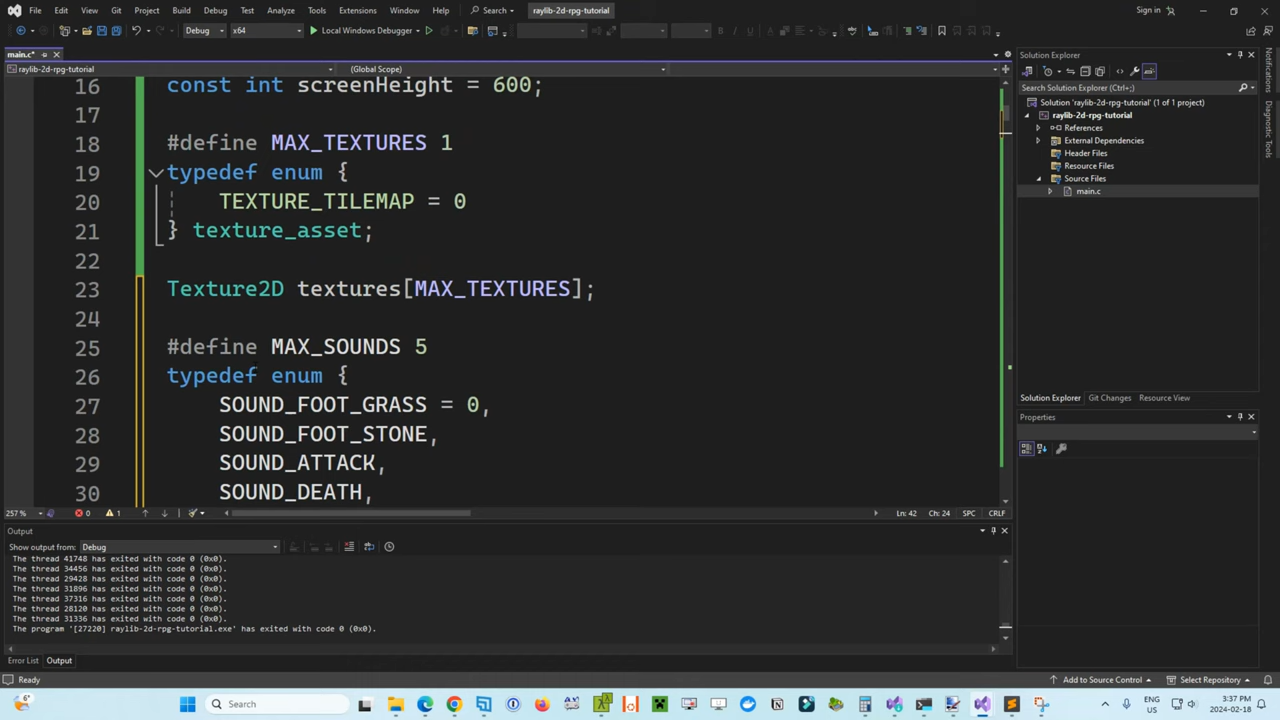 File Edit View Git Project Build Debug Test Analyze Tools Extensions Window Help Search raylib-2d-rpg-tutorial Sign in
Debug x64 Local Windows Debugger
main.c*
raylib-2d-rpg-tutorial (Global Scope)
16 const int screenHeight = 600;
17
18 #define MAX_TEXTURES 1
19 typedef enum {
20 TEXTURE_TILEMAP = 0
21 } texture_asset;
22
23 Texture2D textures[MAX_TEXTURES];
24
25 #define MAX_SOUNDS 5
26 typedef enum {
27 SOUND_FOOT_GRASS = 0,
28 SOUND_FOOT_STONE,
29 SOUND_ATTACK,
30 SOUND_DEATH,
257 % 0 1 Ln: 42 Ch: 24 SPC CRLF
Output
Show output from: Debug
The thread 41748 has exited with code 0 (0x0).
The thread 34456 has exited with code 0 (0x0).
The thread 29428 has exited with code 0 (0x0).
The thread 31896 has exited with code 0 (0x0).
The thread 37316 has exited with code 0 (0x0).
The thread 28120 has exited with code 0 (0x0).
The thread 31336 has exited with code 0 (0x0).
The program '[27220] raylib-2d-rpg-tutorial.exe' has exited with code 0 (0x0).
Error List Output
Solution Explorer
Search Solution Explorer (Ctrl+;)
Solution 'raylib-2d-rpg-tutorial' (1 of 1 project)
raylib-2d-rpg-tutorial
References
External Dependencies
Header Files
Resource Files
Source Files
main.c
Solution Explorer Git Changes Resource View
Properties
Notifications
Diagnostic Tools
Ready Add to Source Control Select Repository
6° Search ENG US 3:37 PM 2024-02-18